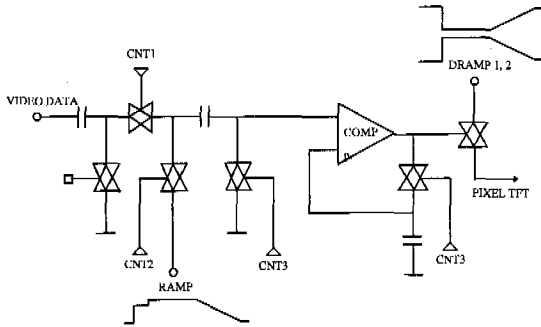 CNT1
DRAMP 1, 2
VIDEO DATA
COMP
PIXEL TFT
CNT2
CNT3
CNT3
RAMP